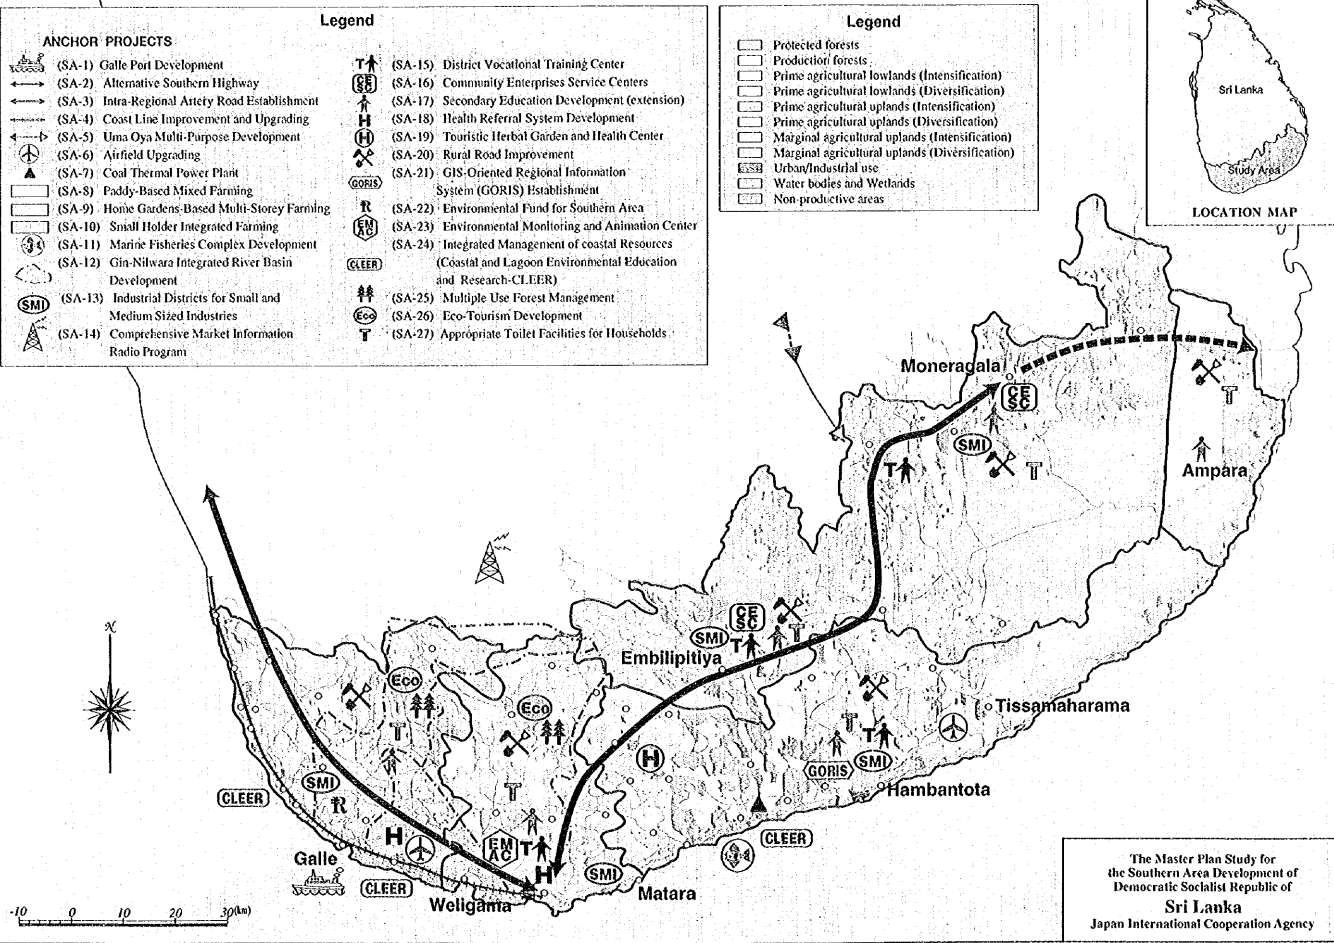 Legend
ANCHOR PROJECTS
(SA-1) Galle Port Development
(SA-2) Alternative Southern Highway
(SA-3) Intra-Regional Artery Road Establishment
(SA-4) Coast Line Improvement and Upgrading
(SA-5) Uma Oya Multi-Purpose Development
(SA-6) Airfield Upgrading
(SA-7) Coal Thermal Power Plant
(SA-8) Paddy-Based Mixed Farming
(SA-9) Home Gardens-Based Multi-Storey Farming
(SA-10) Small Holder Integrated Farming
(SA-11) Marine Fisheries Complex Development
(SA-12) Gin-Nilwara Integrated River Basin
Development
SMI (SA-13) Industrial Districts for Small and
Medium Sized Industries
(SA-14) Comprehensive Market Information
Radio Program
T (SA-15) District Vocational Training Center
CE SC (SA-16) Community Enterprises Service Centers
(SA-17) Secondary Education Development (extension)
H (SA-18) Health Referral System Development
H (SA-19) Touristic Herbal Garden and Health Center
(SA-20) Rural Road Improvement
(SA-21) GIS-Oriented Regional Information
GORIS System (GORIS) Establishment
(SA-22) Environmental Fund for Southern Area
EM AC (SA-23) Environmental Monitoring and Animation Center
(SA-24) Integrated Management of coastal Resources
CLEER (Coastal and Lagoon Environmental Education
and Research-CLEER)
(SA-25) Multiple Use Forest Management
Eco (SA-26) Eco-Tourism Development
T (SA-27) Appropriate Toilet Facilities for Households
Legend
Protected forests
Production forests
Prime agricultural lowlands (Intensification)
Prime agricultural lowlands (Diversification)
Prime agricultural uplands (Intensification)
Prime agricultural uplands (Diversification)
Marginal agricultural uplands (Intensification)
Marginal agricultural uplands (Diversification)
Urban/Industrial use
Water bodies and Wetlands
Non-productive areas
Sri Lanka
Study Area
LOCATION MAP
Moneragala
CE
SC
SMI
T
T
Ampara
CE
SC
SMI
T
T
Embilipitiya
Eco
Eco
T
T
Tissamaharama
T
T
H
GORIS
SMI
Hambantota
SMI
CLEER
R
H
EM
AC
T
CLEER
Galle
H
SMI
CLEER
Weligama
Matara
N
-10 0 10 20 30(km)
The Master Plan Study for
the Southern Area Development of
Democratic Socialist Republic of
Sri Lanka
Japan International Cooperation Agency